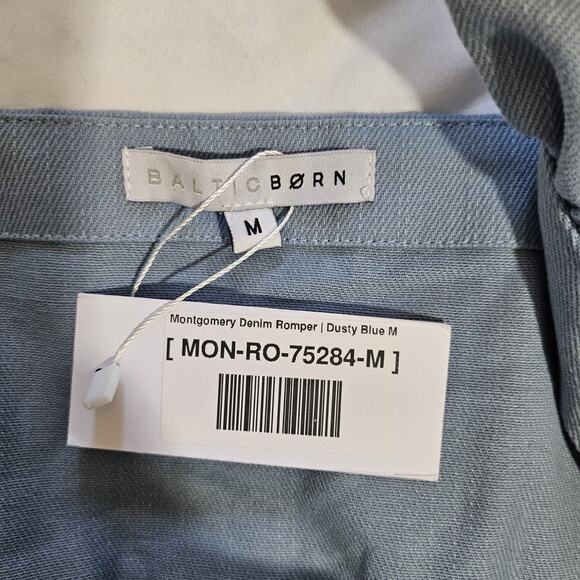 BALTICBØRN
M
Montgomery Denim Romper | Dusty Blue M
[ MON-RO-75284-M ]